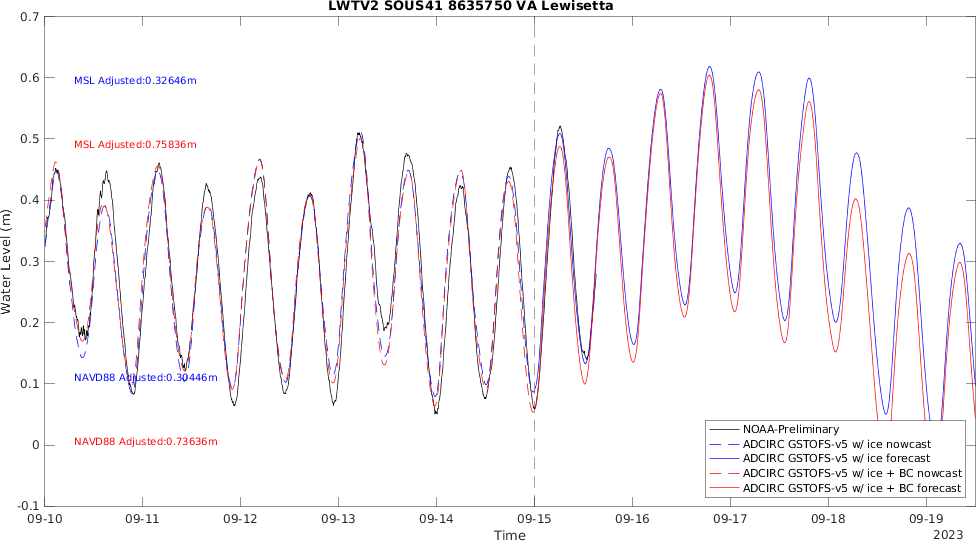 LWTV2 SOUS41 8635750 VA Lewisetta
0.7
0.6
0.5
0.4
0.3
0.2
0.1
0
-0.1
Water Level (m)
MSL Adjusted:0.32646m
MSL Adjusted:0.75836m
NAVD88 Adjusted:0.30446m
NAVD88 Adjusted:0.73636m
NOAA-Preliminary
ADCIRC GSTOFS-v5 w/ ice nowcast
ADCIRC GSTOFS-v5 w/ ice forecast
ADCIRC GSTOFS-v5 w/ ice + BC nowcast
ADCIRC GSTOFS-v5 w/ ice + BC forecast
09-10 09-11 09-12 09-13 09-14 09-15 09-16 09-17 09-18 09-19
Time
2023